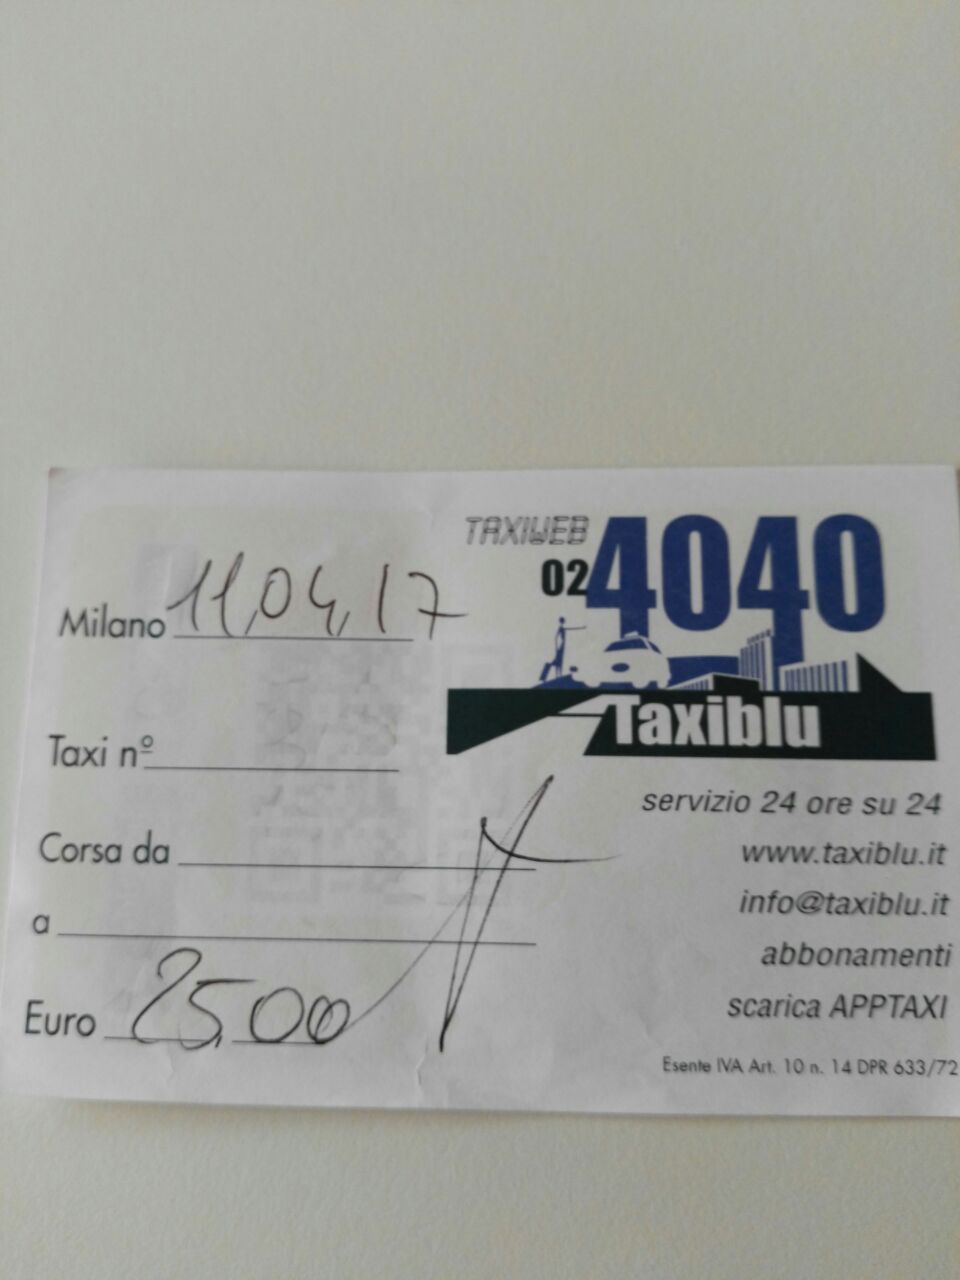 Milano 11,04,17
Taxi nº
Corsa da
a
Euro 25,00
TAXIWEB
02 4040
Taxiblu
servizio 24 ore su 24
www.taxiblu.it
info@taxiblu.it
abbonamenti
scarica APPTAXI
Esente IVA Art. 10 n. 14 DPR 633/72